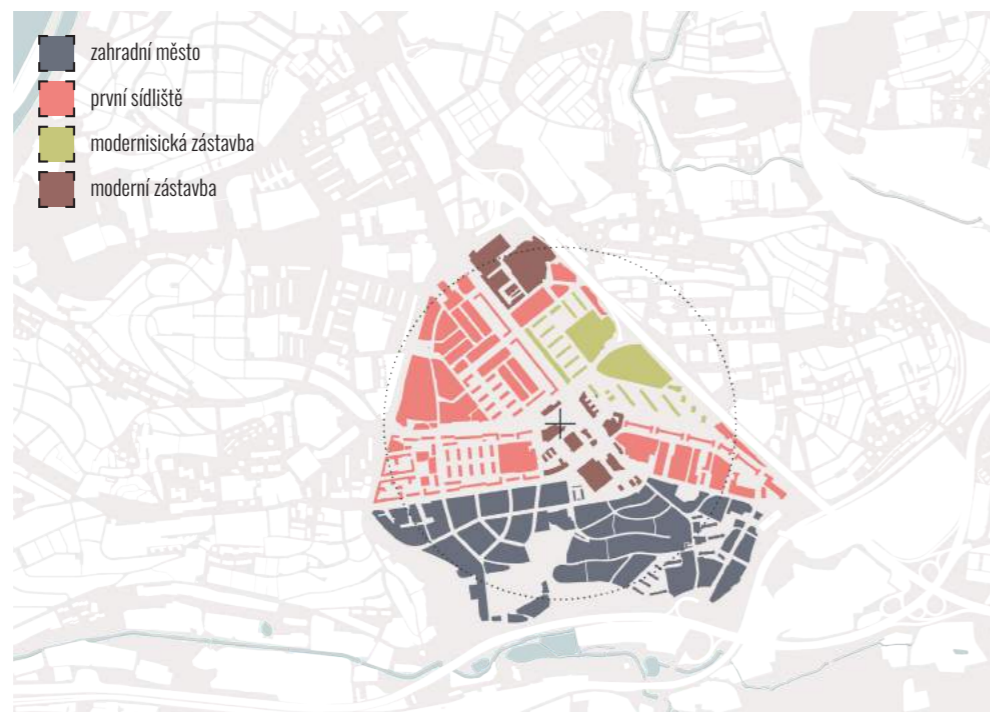 zahradní město
první sídliště
modernisická zástavba
moderní zástavba